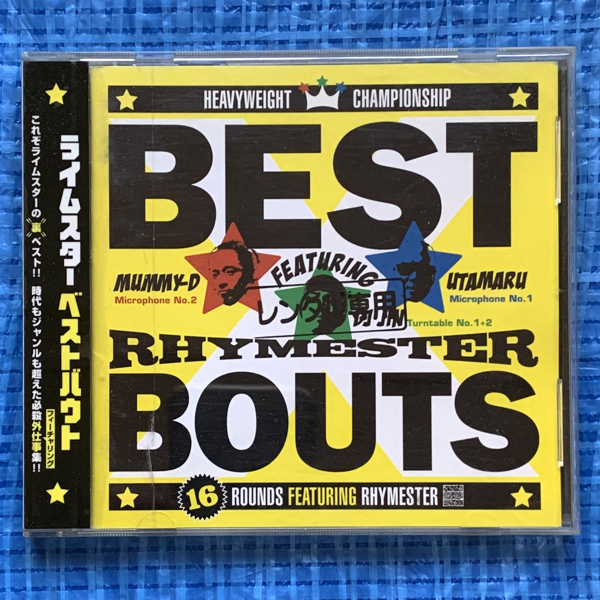 ライムスター ベストバウト
フィーチャリング
これぞライムスターの"裏"ベスト!! 時代もジャンルも超えた必殺外仕事集!!
HEAVYWEIGHT CHAMPIONSHIP
BEST
FEATURING
MUMMY-D
Microphone No.2
UTAMARU
Microphone No.1
レンタル専用
Turntable No.1+2
RHYMESTER
BOUTS
16 ROUNDS FEATURING RHYMESTER